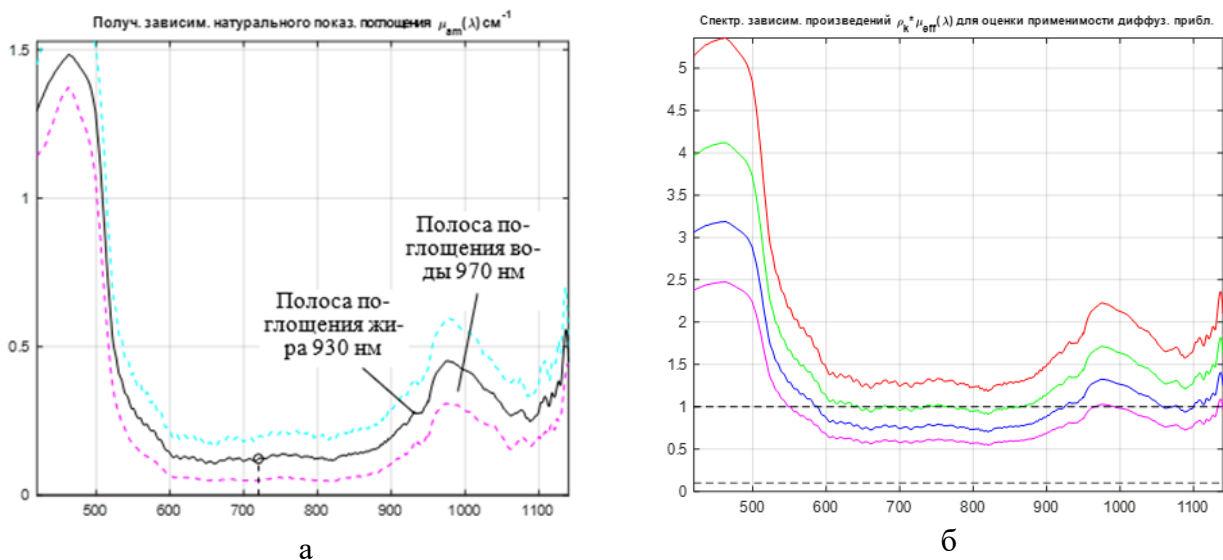 Получ. зависим. натурального показ. поглощения μam(λ) см-1
1.5
1
0.5
0
500
600
700
800
900
1000
1100
Полоса по-
глощения во-
ды 970 нм
Полоса по-
глощения жи-
ра 930 нм
а
Спектр. зависим. произведений ρk*μeff(λ) для оценки применимости диффуз. прибл.
5
4.5
4
3.5
3
2.5
2
1.5
1
0.5
0
500
600
700
800
900
1000
1100
б